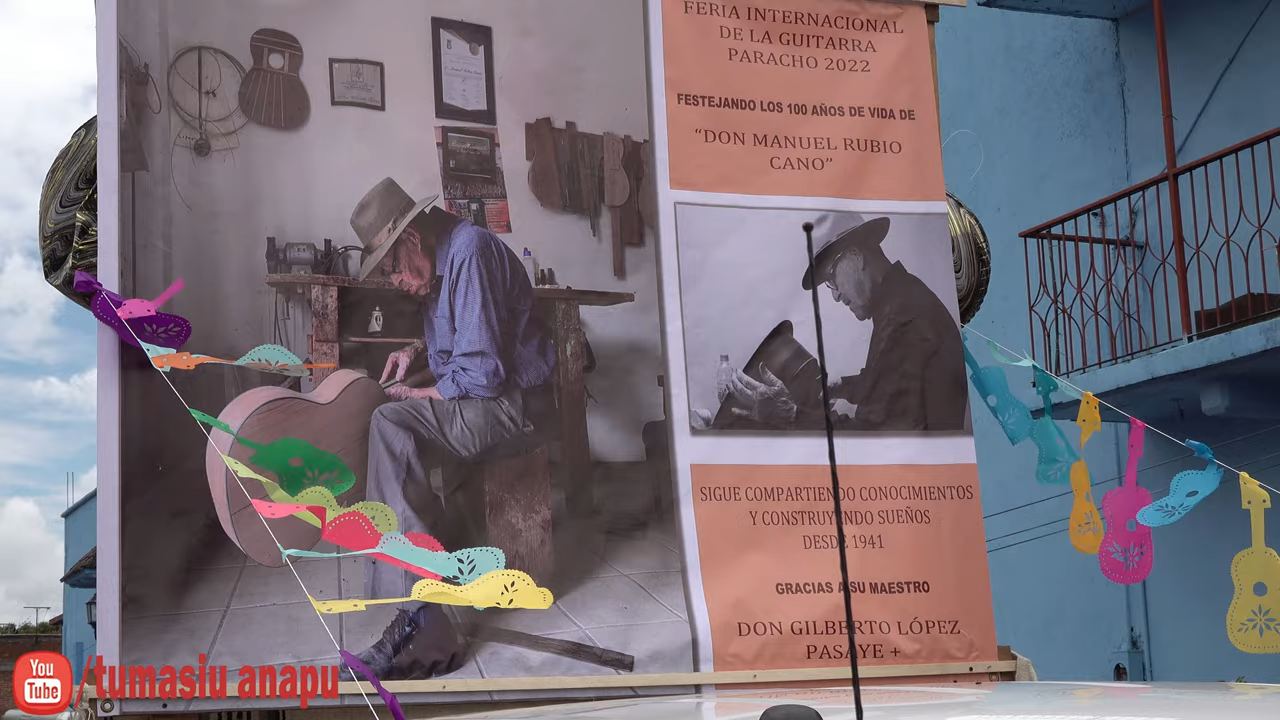 FERIA INTERNACIONAL
DE LA GUITARRA
PARACHO 2022
FESTEJANDO LOS 100 AÑOS DE VIDA DE
“DON MANUEL RUBIO
CANO”
SIGUE COMPARTIENDO CONOCIMIENTOS
Y CONSTRUYENDO SUEÑOS
DESDE 1941
GRACIAS A SU MAESTRO
DON GILBERTO LÓPEZ
PASAYE +
You
Tube
/tumasiu anapu